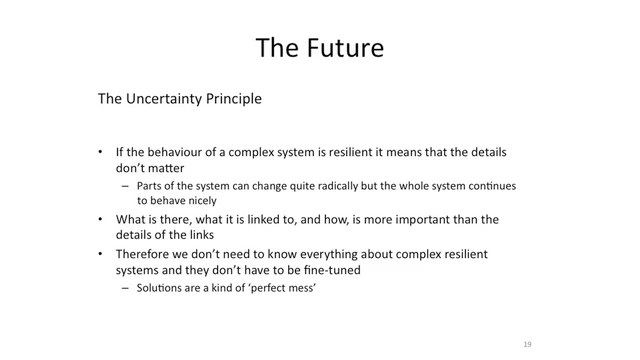 The Future
The Uncertainty Principle
• If the behaviour of a complex system is resilient it means that the details
don’t matter
– Parts of the system can change quite radically but the whole system continues
to behave nicely
• What is there, what it is linked to, and how, is more important than the
details of the links
• Therefore we don’t need to know everything about complex resilient
systems and they don’t have to be fine-tuned
– Solutions are a kind of ‘perfect mess’
19